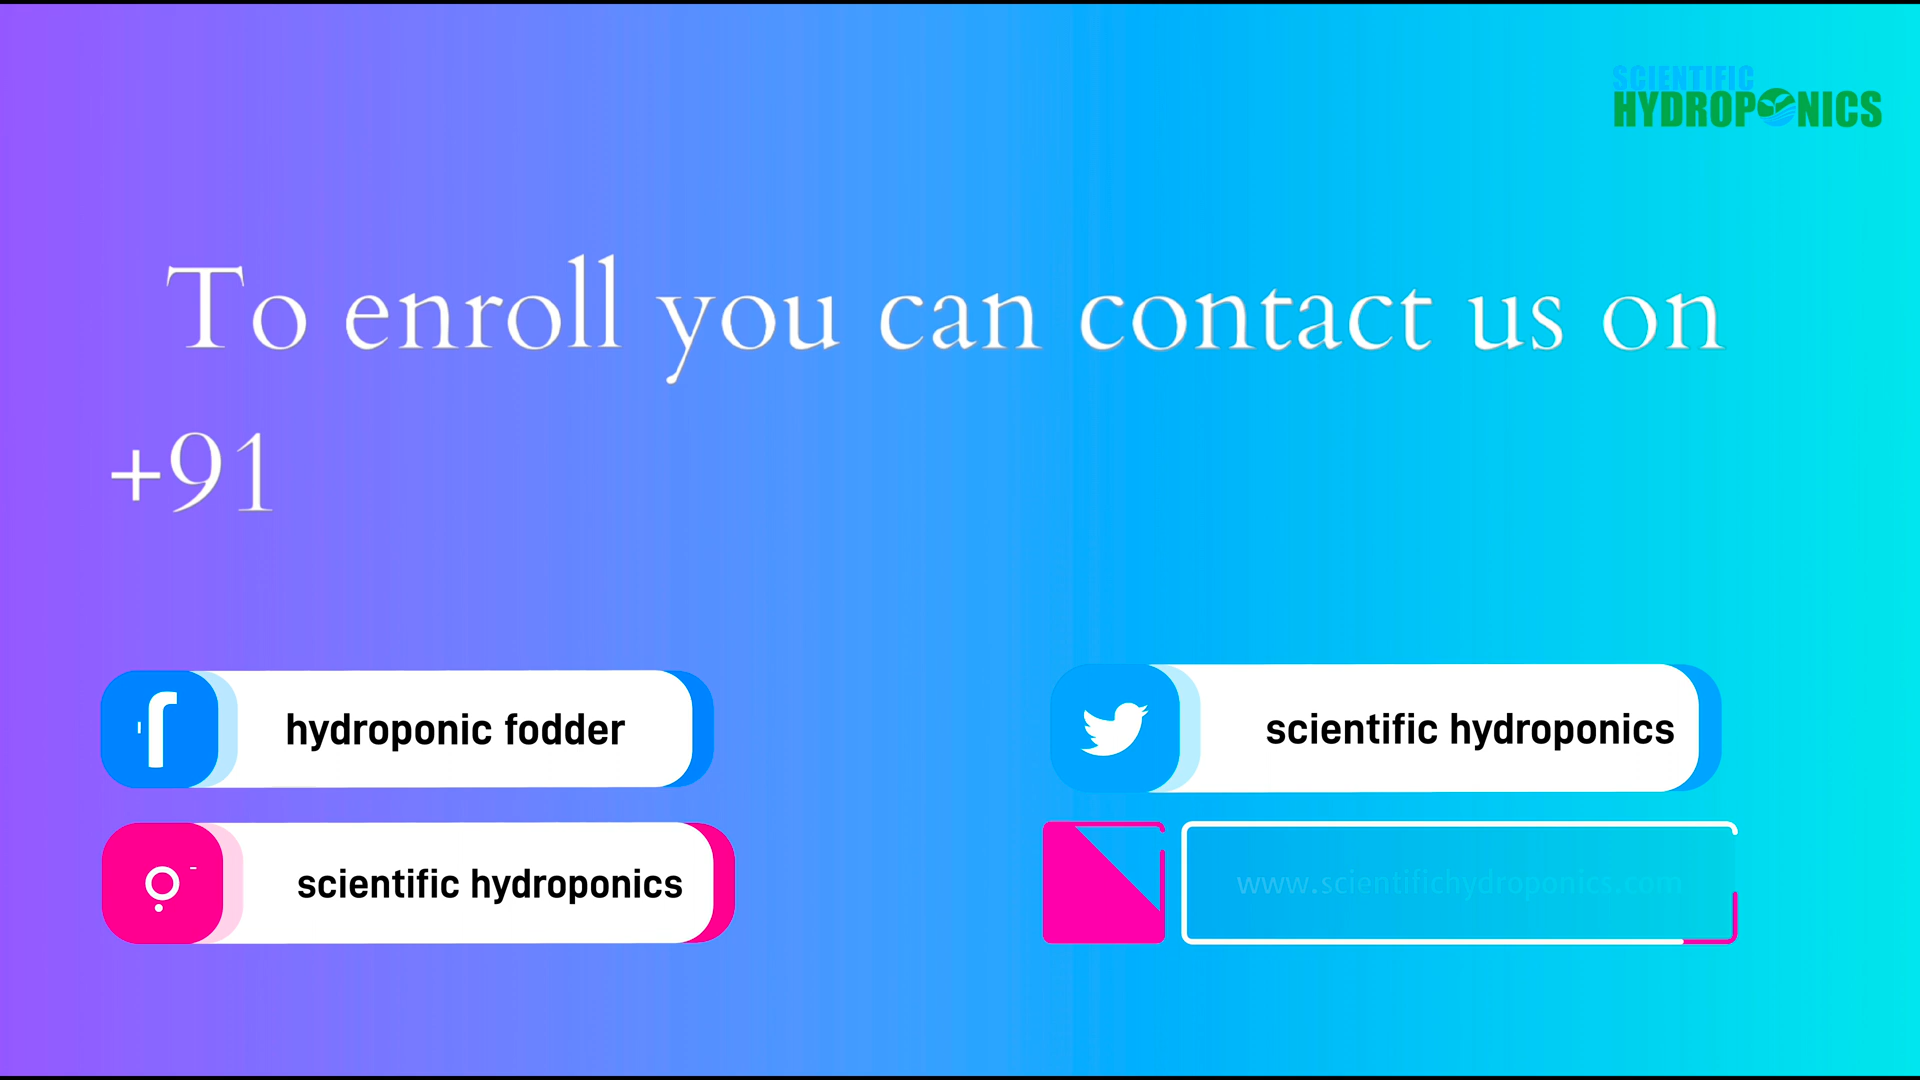 SCIENTIFIC
HYDROPONICS
To enroll you can contact us on
+91
hydroponic fodder
scientific hydroponics
scientific hydroponics
www.scientifichydroponics.com